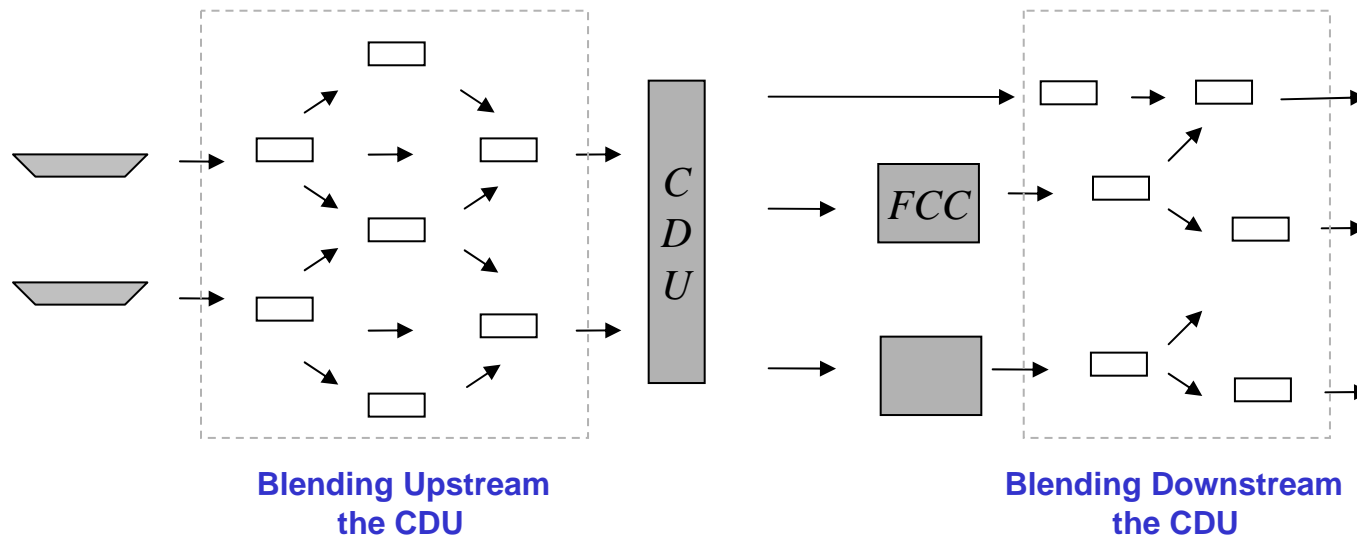 C
D
U
FCC
Blending Upstream
the CDU
Blending Downstream
the CDU